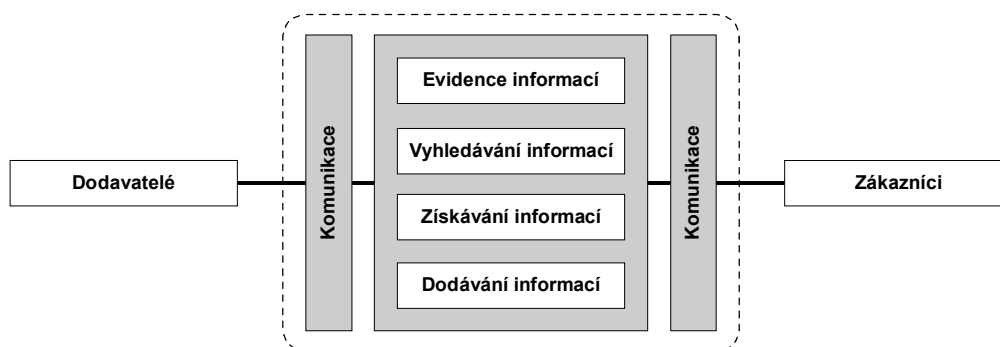 Dodavatelé
Komunikace
Evidence informací
Vyhledávání informací
Získávání informací
Dodávání informací
Komunikace
Zákazníci